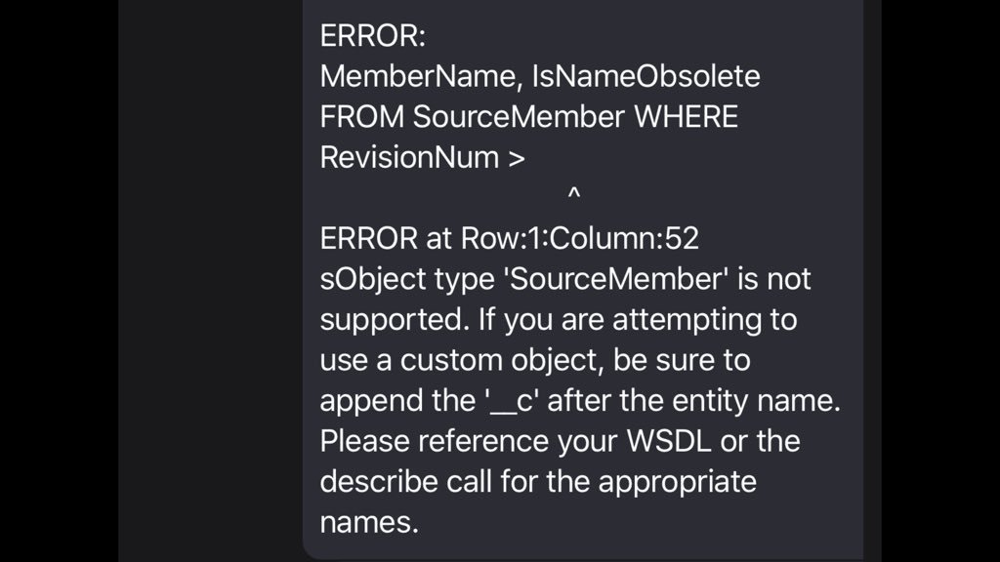 ERROR:
MemberName, IsNameObsolete
FROM SourceMember WHERE
RevisionNum >
^
ERROR at Row:1:Column:52
sObject type 'SourceMember' is not
supported. If you are attempting to
use a custom object, be sure to
append the '__c' after the entity name.
Please reference your WSDL or the
describe call for the appropriate
names.